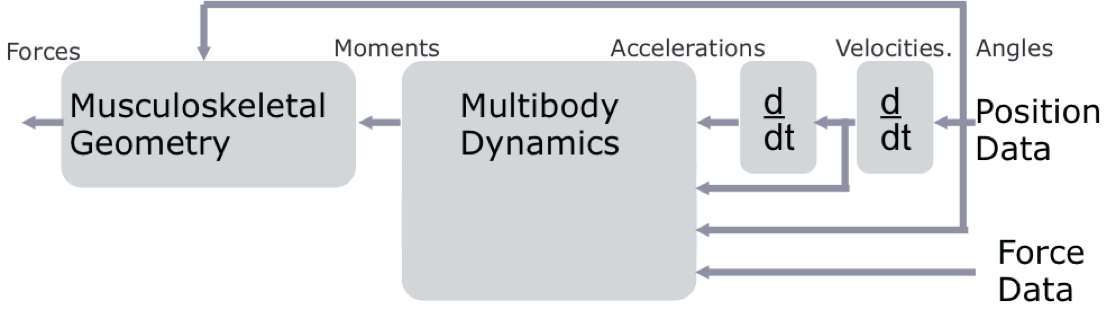 Forces
Moments
Accelerations
Velocities.
Angles
Musculoskeletal
Geometry
Multibody
Dynamics
d
dt
d
dt
Position
Data
Force
Data